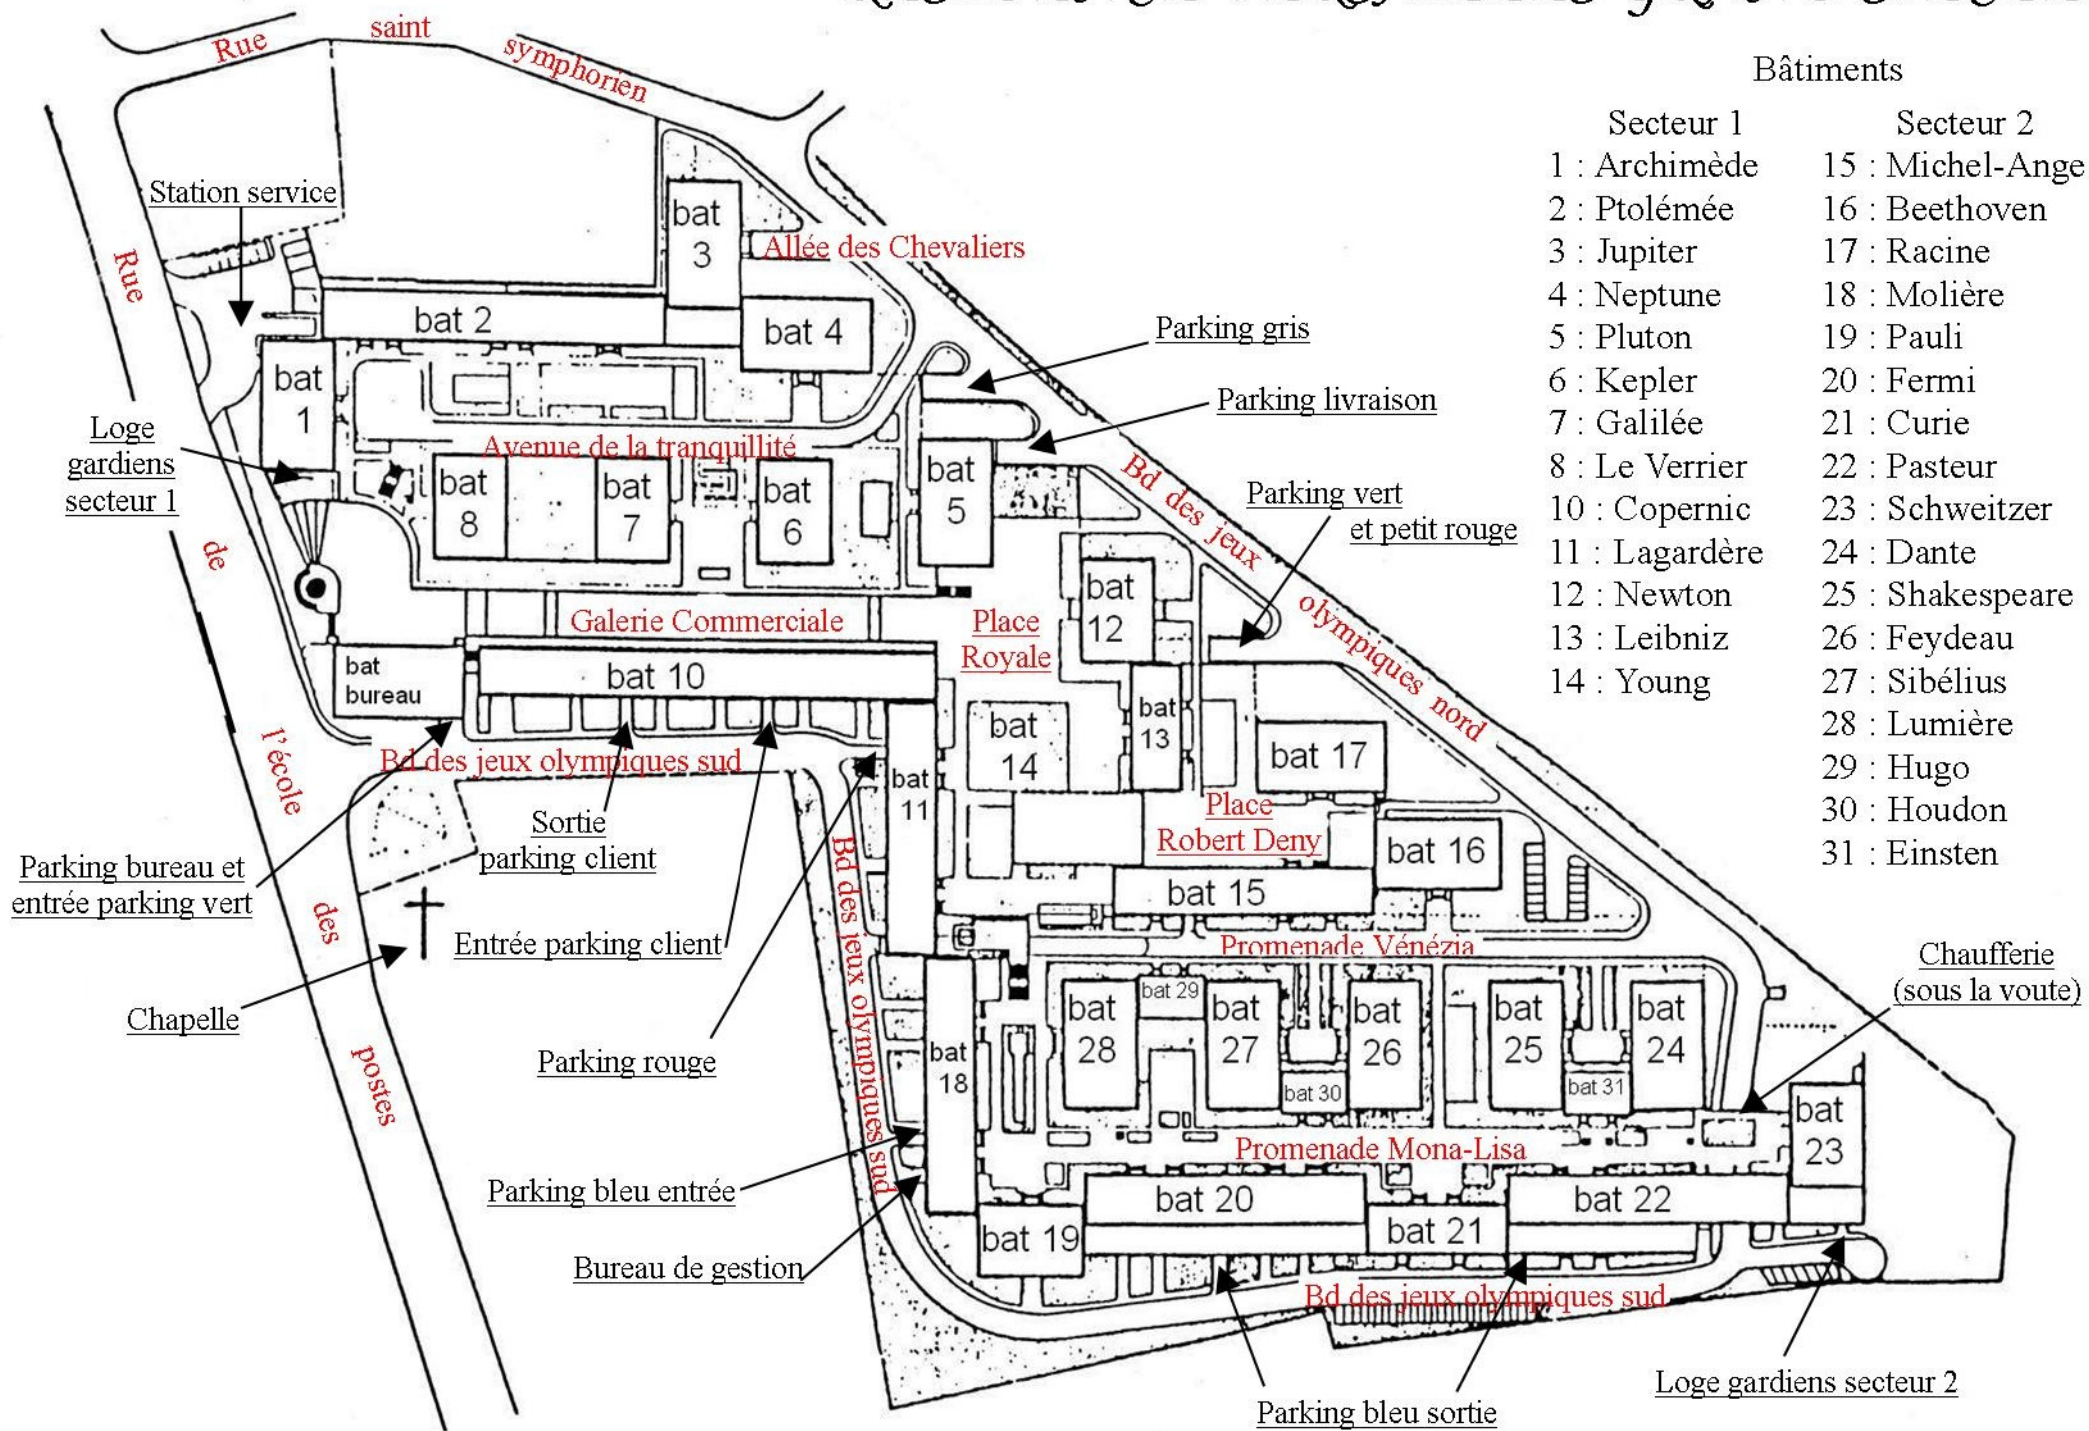 Rue saint symphorien
Bâtiments
Secteur 1
1 : Archimède
2 : Ptolémée
3 : Jupiter
4 : Neptune
5 : Pluton
6 : Kepler
7 : Galilée
8 : Le Verrier
10 : Copernic
11 : Lagardère
12 : Newton
13 : Leibniz
14 : Young
Secteur 2
15 : Michel-Ange
16 : Beethoven
17 : Racine
18 : Molière
19 : Pauli
20 : Fermi
21 : Curie
22 : Pasteur
23 : Schweitzer
24 : Dante
25 : Shakespeare
26 : Feydeau
27 : Sibélius
28 : Lumière
29 : Hugo
30 : Houdon
31 : Einsten
Station service
bat
3
Allée des Chevaliers
bat 2
bat 4
Parking gris
bat
1
Parking livraison
Loge
gardiens
secteur 1
Avenue de la tranquillité
bat
8
bat
7
bat
6
bat
5
Bd des jeux olympiques nord
Parking vert
et petit rouge
Rue de l'école des postes
bat
12
Galerie Commerciale
Place
Royale
bat
bureau
bat 10
bat
13
bat
14
bat 17
Bd des jeux olympiques sud
bat
11
Place
Robert Deny
Sortie
parking client
bat 16
Parking bureau et
entrée parking vert
bat 15
Entrée parking client
Bd des jeux olympiques sud
Promenade Vénézia
Chaufferie
(sous la voute)
Chapelle
Parking rouge
bat
18
bat
28
bat 29
bat
27
bat 30
bat
26
bat
25
bat 31
bat
24
bat
23
Promenade Mona-Lisa
Parking bleu entrée
bat 20
bat 22
bat 19
bat 21
Bureau de gestion
Bd des jeux olympiques sud
Loge gardiens secteur 2
Parking bleu sortie